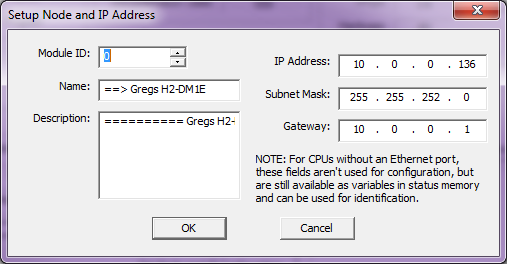 Setup Node and IP Address
Module ID: 0
Name: ==> Gregs H2-DM1E
Description: ========== Gregs H2-
IP Address: 10 . 0 . 0 . 136
Subnet Mask: 255 . 255 . 252 . 0
Gateway: 10 . 0 . 0 . 1
NOTE: For CPUs without an Ethernet port,
these fields aren't used for configuration, but
are still available as variables in status memory
and can be used for identification.
OK
Cancel